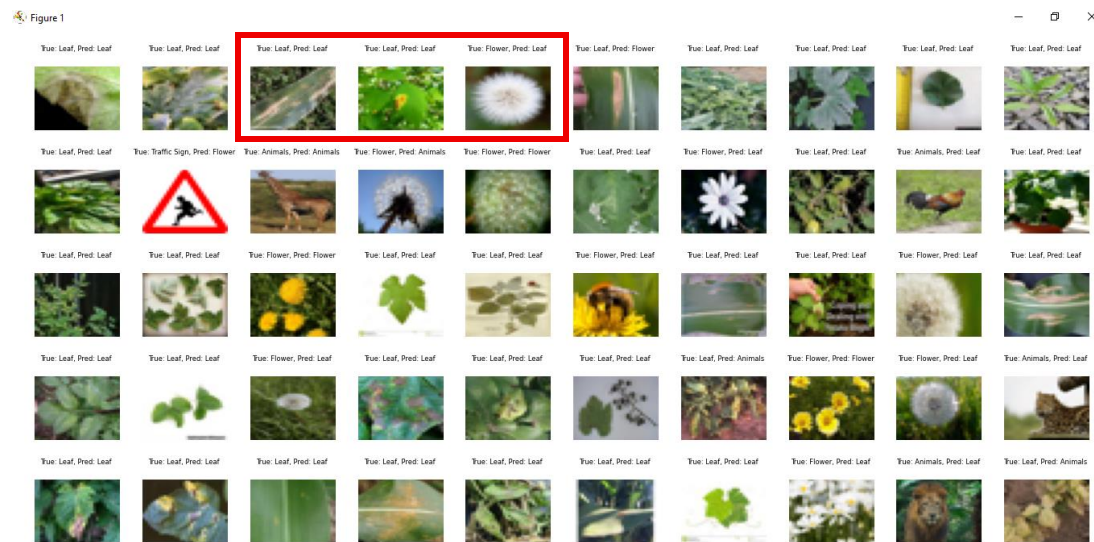 Figure 1
True: Leaf, Pred: Leaf True: Leaf, Pred: Leaf True: Leaf, Pred: Leaf True: Leaf, Pred: Leaf True: Flower, Pred: Leaf True: Leaf, Pred: Flower True: Leaf, Pred: Leaf True: Leaf, Pred: Leaf True: Leaf, Pred: Leaf True: Leaf, Pred: Leaf
True: Leaf, Pred: Leaf True: Traffic Sign, Pred: Flower True: Animals, Pred: Animals True: Flower, Pred: Animals True: Flower, Pred: Flower True: Leaf, Pred: Leaf True: Flower, Pred: Leaf True: Leaf, Pred: Leaf True: Animals, Pred: Leaf True: Leaf, Pred: Leaf
True: Leaf, Pred: Leaf True: Leaf, Pred: Leaf True: Flower, Pred: Flower True: Leaf, Pred: Leaf True: Leaf, Pred: Leaf True: Flower, Pred: Leaf True: Leaf, Pred: Leaf True: Leaf, Pred: Leaf True: Flower, Pred: Leaf True: Leaf, Pred: Leaf
True: Leaf, Pred: Leaf True: Leaf, Pred: Leaf True: Flower, Pred: Leaf True: Leaf, Pred: Leaf True: Leaf, Pred: Leaf True: Leaf, Pred: Leaf True: Leaf, Pred: Animals True: Flower, Pred: Flower True: Flower, Pred: Leaf True: Animals, Pred: Leaf
True: Leaf, Pred: Leaf True: Leaf, Pred: Leaf True: Leaf, Pred: Leaf True: Leaf, Pred: Leaf True: Leaf, Pred: Leaf True: Leaf, Pred: Leaf True: Leaf, Pred: Leaf True: Flower, Pred: Leaf True: Animals, Pred: Leaf True: Leaf, Pred: Animals